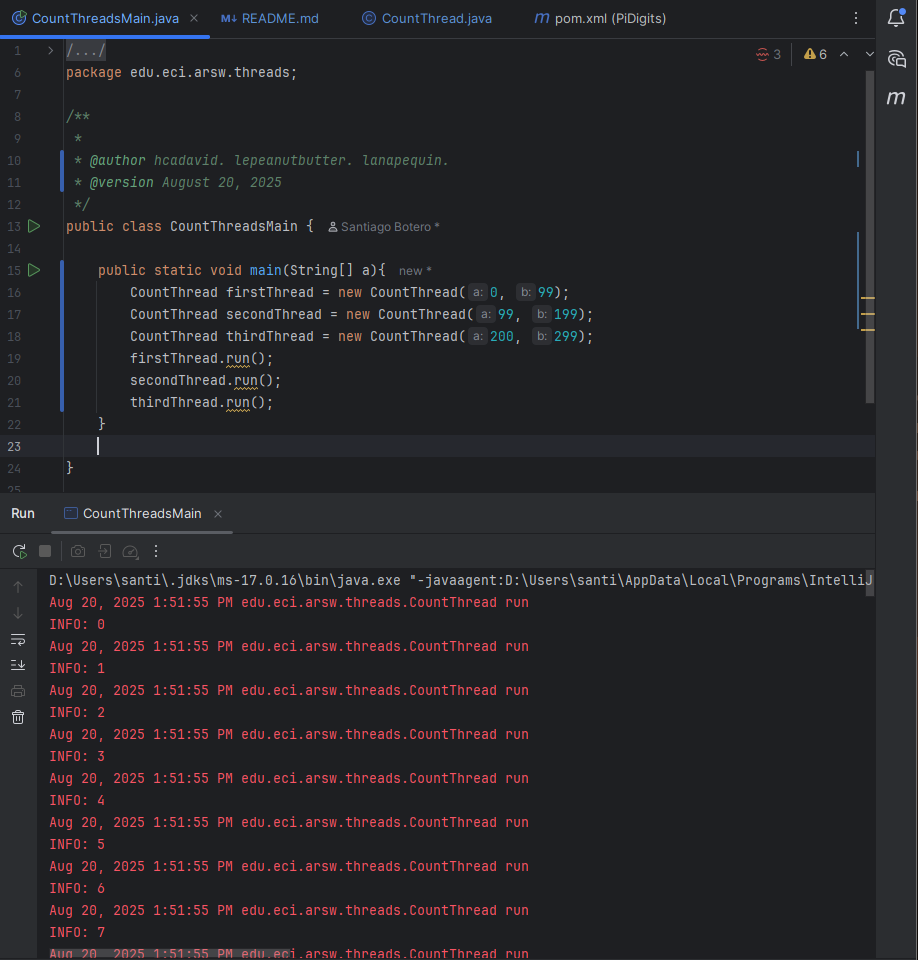 CountThreadsMain.java
README.md
CountThread.java
pom.xml (PiDigits)
1 /.../
3 6
6 package edu.eci.arsw.threads;
7
8 /**
9 *
10 * @author hcadavid. lepeanutbutter. lanapequin.
11 * @version August 20, 2025
12 */
13 public class CountThreadsMain { Santiago Botero *
14
15 public static void main(String[] a){ new *
16 CountThread firstThread = new CountThread( a: 0, b: 99);
17 CountThread secondThread = new CountThread( a: 99, b: 199);
18 CountThread thirdThread = new CountThread( a: 200, b: 299);
19 firstThread.run();
20 secondThread.run();
21 thirdThread.run();
22 }
23
24 }
25
Run CountThreadsMain
D:\Users\santi\.jdks\ms-17.0.16\bin\java.exe "-javaagent:D:\Users\santi\AppData\Local\Programs\IntelliJ
Aug 20, 2025 1:51:55 PM edu.eci.arsw.threads.CountThread run
INFO: 0
Aug 20, 2025 1:51:55 PM edu.eci.arsw.threads.CountThread run
INFO: 1
Aug 20, 2025 1:51:55 PM edu.eci.arsw.threads.CountThread run
INFO: 2
Aug 20, 2025 1:51:55 PM edu.eci.arsw.threads.CountThread run
INFO: 3
Aug 20, 2025 1:51:55 PM edu.eci.arsw.threads.CountThread run
INFO: 4
Aug 20, 2025 1:51:55 PM edu.eci.arsw.threads.CountThread run
INFO: 5
Aug 20, 2025 1:51:55 PM edu.eci.arsw.threads.CountThread run
INFO: 6
Aug 20, 2025 1:51:55 PM edu.eci.arsw.threads.CountThread run
INFO: 7
Aug 20, 2025 1:51:55 PM edu.eci.arsw.threads.CountThread run